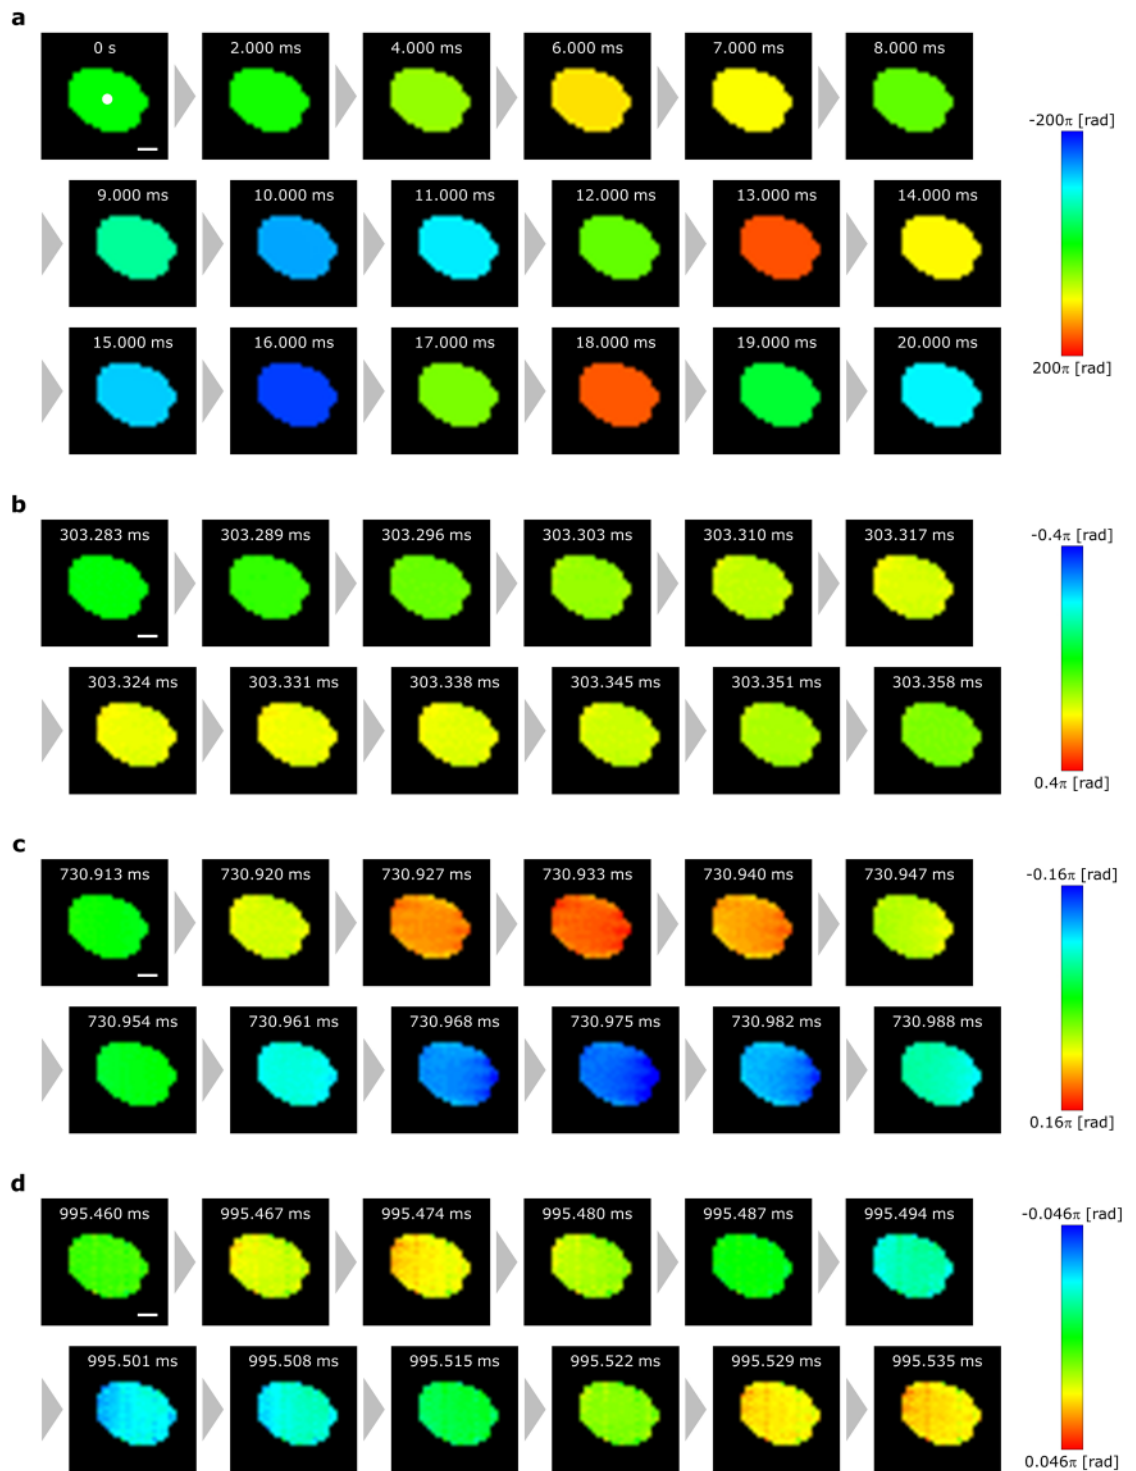 a
0 s 2.000 ms 4.000 ms 6.000 ms 7.000 ms 8.000 ms
-200π [rad]
9.000 ms 10.000 ms 11.000 ms 12.000 ms 13.000 ms 14.000 ms
15.000 ms 16.000 ms 17.000 ms 18.000 ms 19.000 ms 20.000 ms
200π [rad]
b
303.283 ms 303.289 ms 303.296 ms 303.303 ms 303.310 ms 303.317 ms
-0.4π [rad]
303.324 ms 303.331 ms 303.338 ms 303.345 ms 303.351 ms 303.358 ms
0.4π [rad]
c
730.913 ms 730.920 ms 730.927 ms 730.933 ms 730.940 ms 730.947 ms
-0.16π [rad]
730.954 ms 730.961 ms 730.968 ms 730.975 ms 730.982 ms 730.988 ms
0.16π [rad]
d
995.460 ms 995.467 ms 995.474 ms 995.480 ms 995.487 ms 995.494 ms
-0.046π [rad]
995.501 ms 995.508 ms 995.515 ms 995.522 ms 995.529 ms 995.535 ms
0.046π [rad]